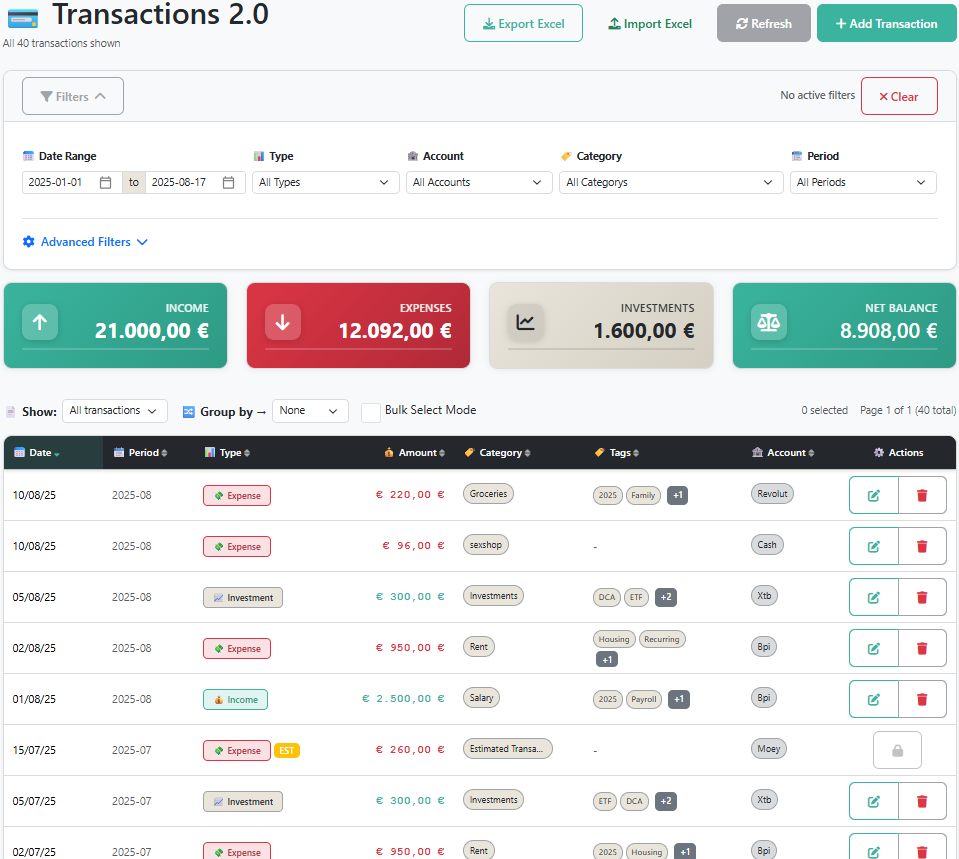 Transactions 2.0
Export Excel Import Excel Refresh + Add Transaction
All 40 transactions shown
Filters No active filters × Clear
Date Range Type Account Category Period
2025-01-01 to 2025-08-17 All Types All Accounts All Categorys All Periods
Advanced Filters
INCOME EXPENSES INVESTMENTS NET BALANCE
21.000,00 € 12.092,00 € 1.600,00 € 8.908,00 €
Show: All transactions Group by → None Bulk Select Mode 0 selected Page 1 of 1 (40 total)
Date Period Type Amount Category Tags Account Actions
10/08/25 2025-08 Expense € 220,00 € Groceries 2025 Family +1 Revolut
10/08/25 2025-08 Expense € 96,00 € sexshop - Cash
05/08/25 2025-08 Investment € 300,00 € Investments DCA ETF +2 Xtb
02/08/25 2025-08 Expense € 950,00 € Rent Housing Recurring +1 Bpi
01/08/25 2025-08 Income € 2.500,00 € Salary 2025 Payroll +1 Bpi
15/07/25 2025-07 Expense EST € 260,00 € Estimated Transa... - Moey
05/07/25 2025-07 Investment € 300,00 € Investments ETF DCA +2 Xtb
02/07/25 2025-07 Expense € 950,00 € Rent 2025 Housing +1 Bpi